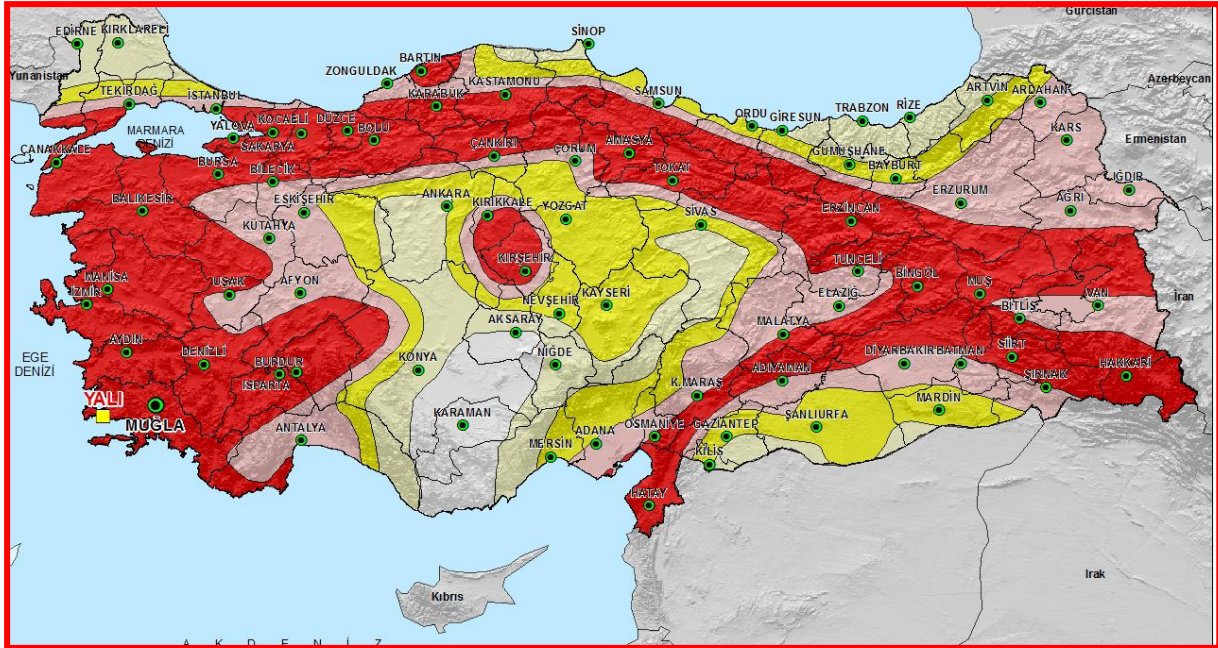 Gürcistan
SİNOP
EDİRNE KIRKLARELİ
BARTIN
ZONGULDAK
Yunanistan
KASTAMONU
Azerbaycan
TEKİRDAĞ
İSTANBUL
KARABÜK
SAMSUN
ARTVİN
ARDAHAN
ORDU
GİRESUN
TRABZON
RİZE
YALOVA
KOCAELİ
DÜZCE
MARMARA
DENİZİ
SAKARYA
BOLU
KARS
Ermenistan
ÇANAKKALE
BURSA
BİLECİK
ÇANKIRI
ÇORUM
AMASYA
TOKAT
GÜMÜŞHANE
BAYBURT
IĞDIR
BALIKESİR
ESKİŞEHİR
ANKARA
KIRIKKALE
YOZGAT
SİVAS
ERZİNCAN
ERZURUM
AĞRI
KÜTAHYA
KIRŞEHİR
TUNCELİ
BİNGÖL
MUŞ
MANİSA
İZMİR
UŞAK
AFYON
NEVŞEHİR
KAYSERİ
ELAZIĞ
BİTLİS
VAN
İran
AKSARAY
MALATYA
EGE
DENİZİ
AYDIN
DENİZLİ
BURDUR
ISPARTA
KONYA
NİĞDE
K.MARAŞ
ADIYAMAN
DİYARBAKIR
BATMAN
SİİRT
ŞIRNAK
HAKKARİ
YALI
MUĞLA
ANTALYA
KARAMAN
MERSİN
ADANA
OSMANİYE
GAZİANTEP
ŞANLIURFA
MARDİN
KİLİS
HATAY
Kıbrıs
Irak
A K D E N İ Z